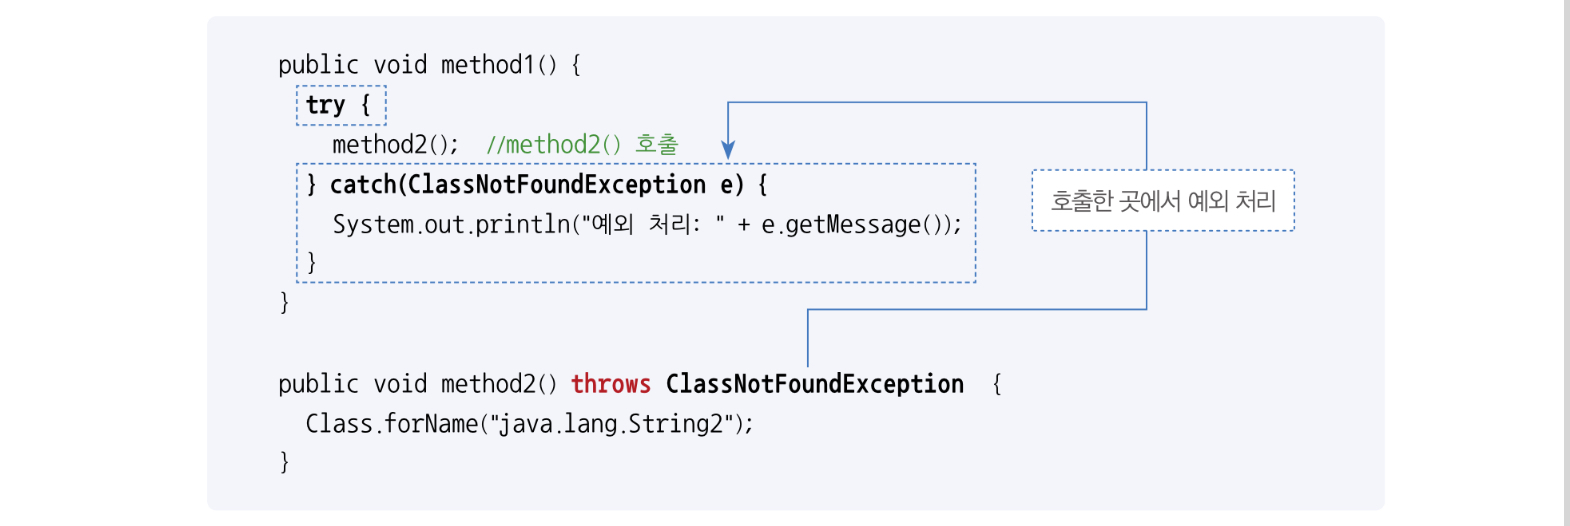 public void method1() {
try {
method2(); //method2() 호출
} catch(ClassNotFoundException e) {
System.out.println("예외 처리: " + e.getMessage());
}
}
호출한 곳에서 예외 처리
public void method2() throws ClassNotFoundException {
Class.forName("java.lang.String2");
}